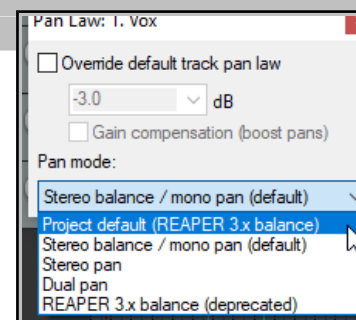 Pan Law: T. Vox
Override default track pan law
-3.0 dB
Gain compensation (boost pans)
Pan mode:
Stereo balance / mono pan (default)
Project default (REAPER 3.x balance)
Stereo balance / mono pan (default)
Stereo pan
Dual pan
REAPER 3.x balance (deprecated)